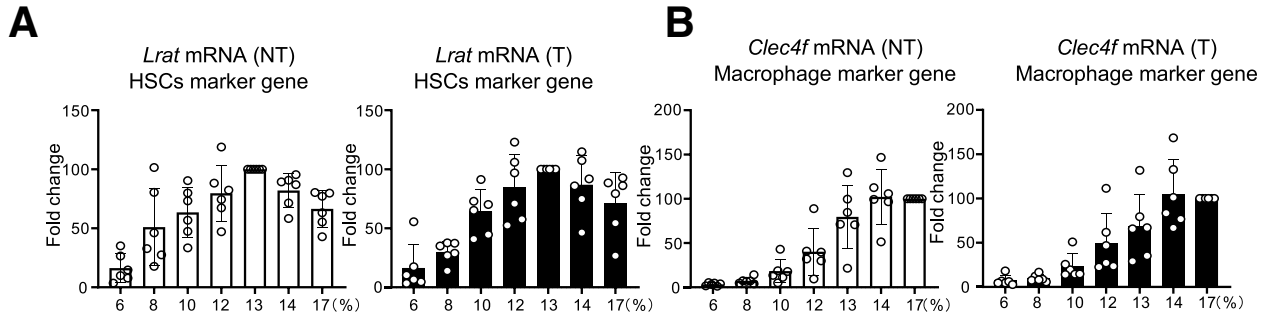 A
B
Lrat mRNA (NT)
HSCs marker gene
Lrat mRNA (T)
HSCs marker gene
Clec4f mRNA (NT)
Macrophage marker gene
Clec4f mRNA (T)
Macrophage marker gene
Fold change
150
100
50
0
6 8 10 12 13 14 17(%)
Fold change
150
100
50
0
6 8 10 12 13 14 17(%)
Fold change
200
150
100
50
0
6 8 10 12 13 14 17(%)
Fold change
200
150
100
50
0
6 8 10 12 13 14 17(%)